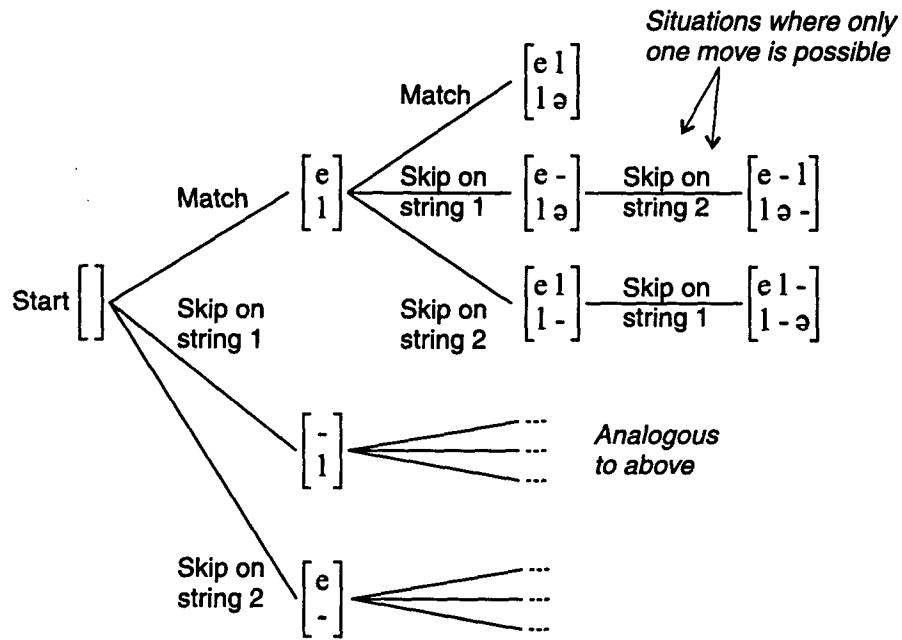 Situations where only
one move is possible
Match
[e l
l ə]
Match
[e
l]
Skip on
string 1
[e -
l ə]
Skip on
string 2
[e - l
l ə -]
Start [ ]
Skip on
string 1
Skip on
string 2
[e l
l -]
Skip on
string 1
[e l -
l - ə]
[-
l]
---
---
---
Analogous
to above
Skip on
string 2
[e
-]
---
---
---